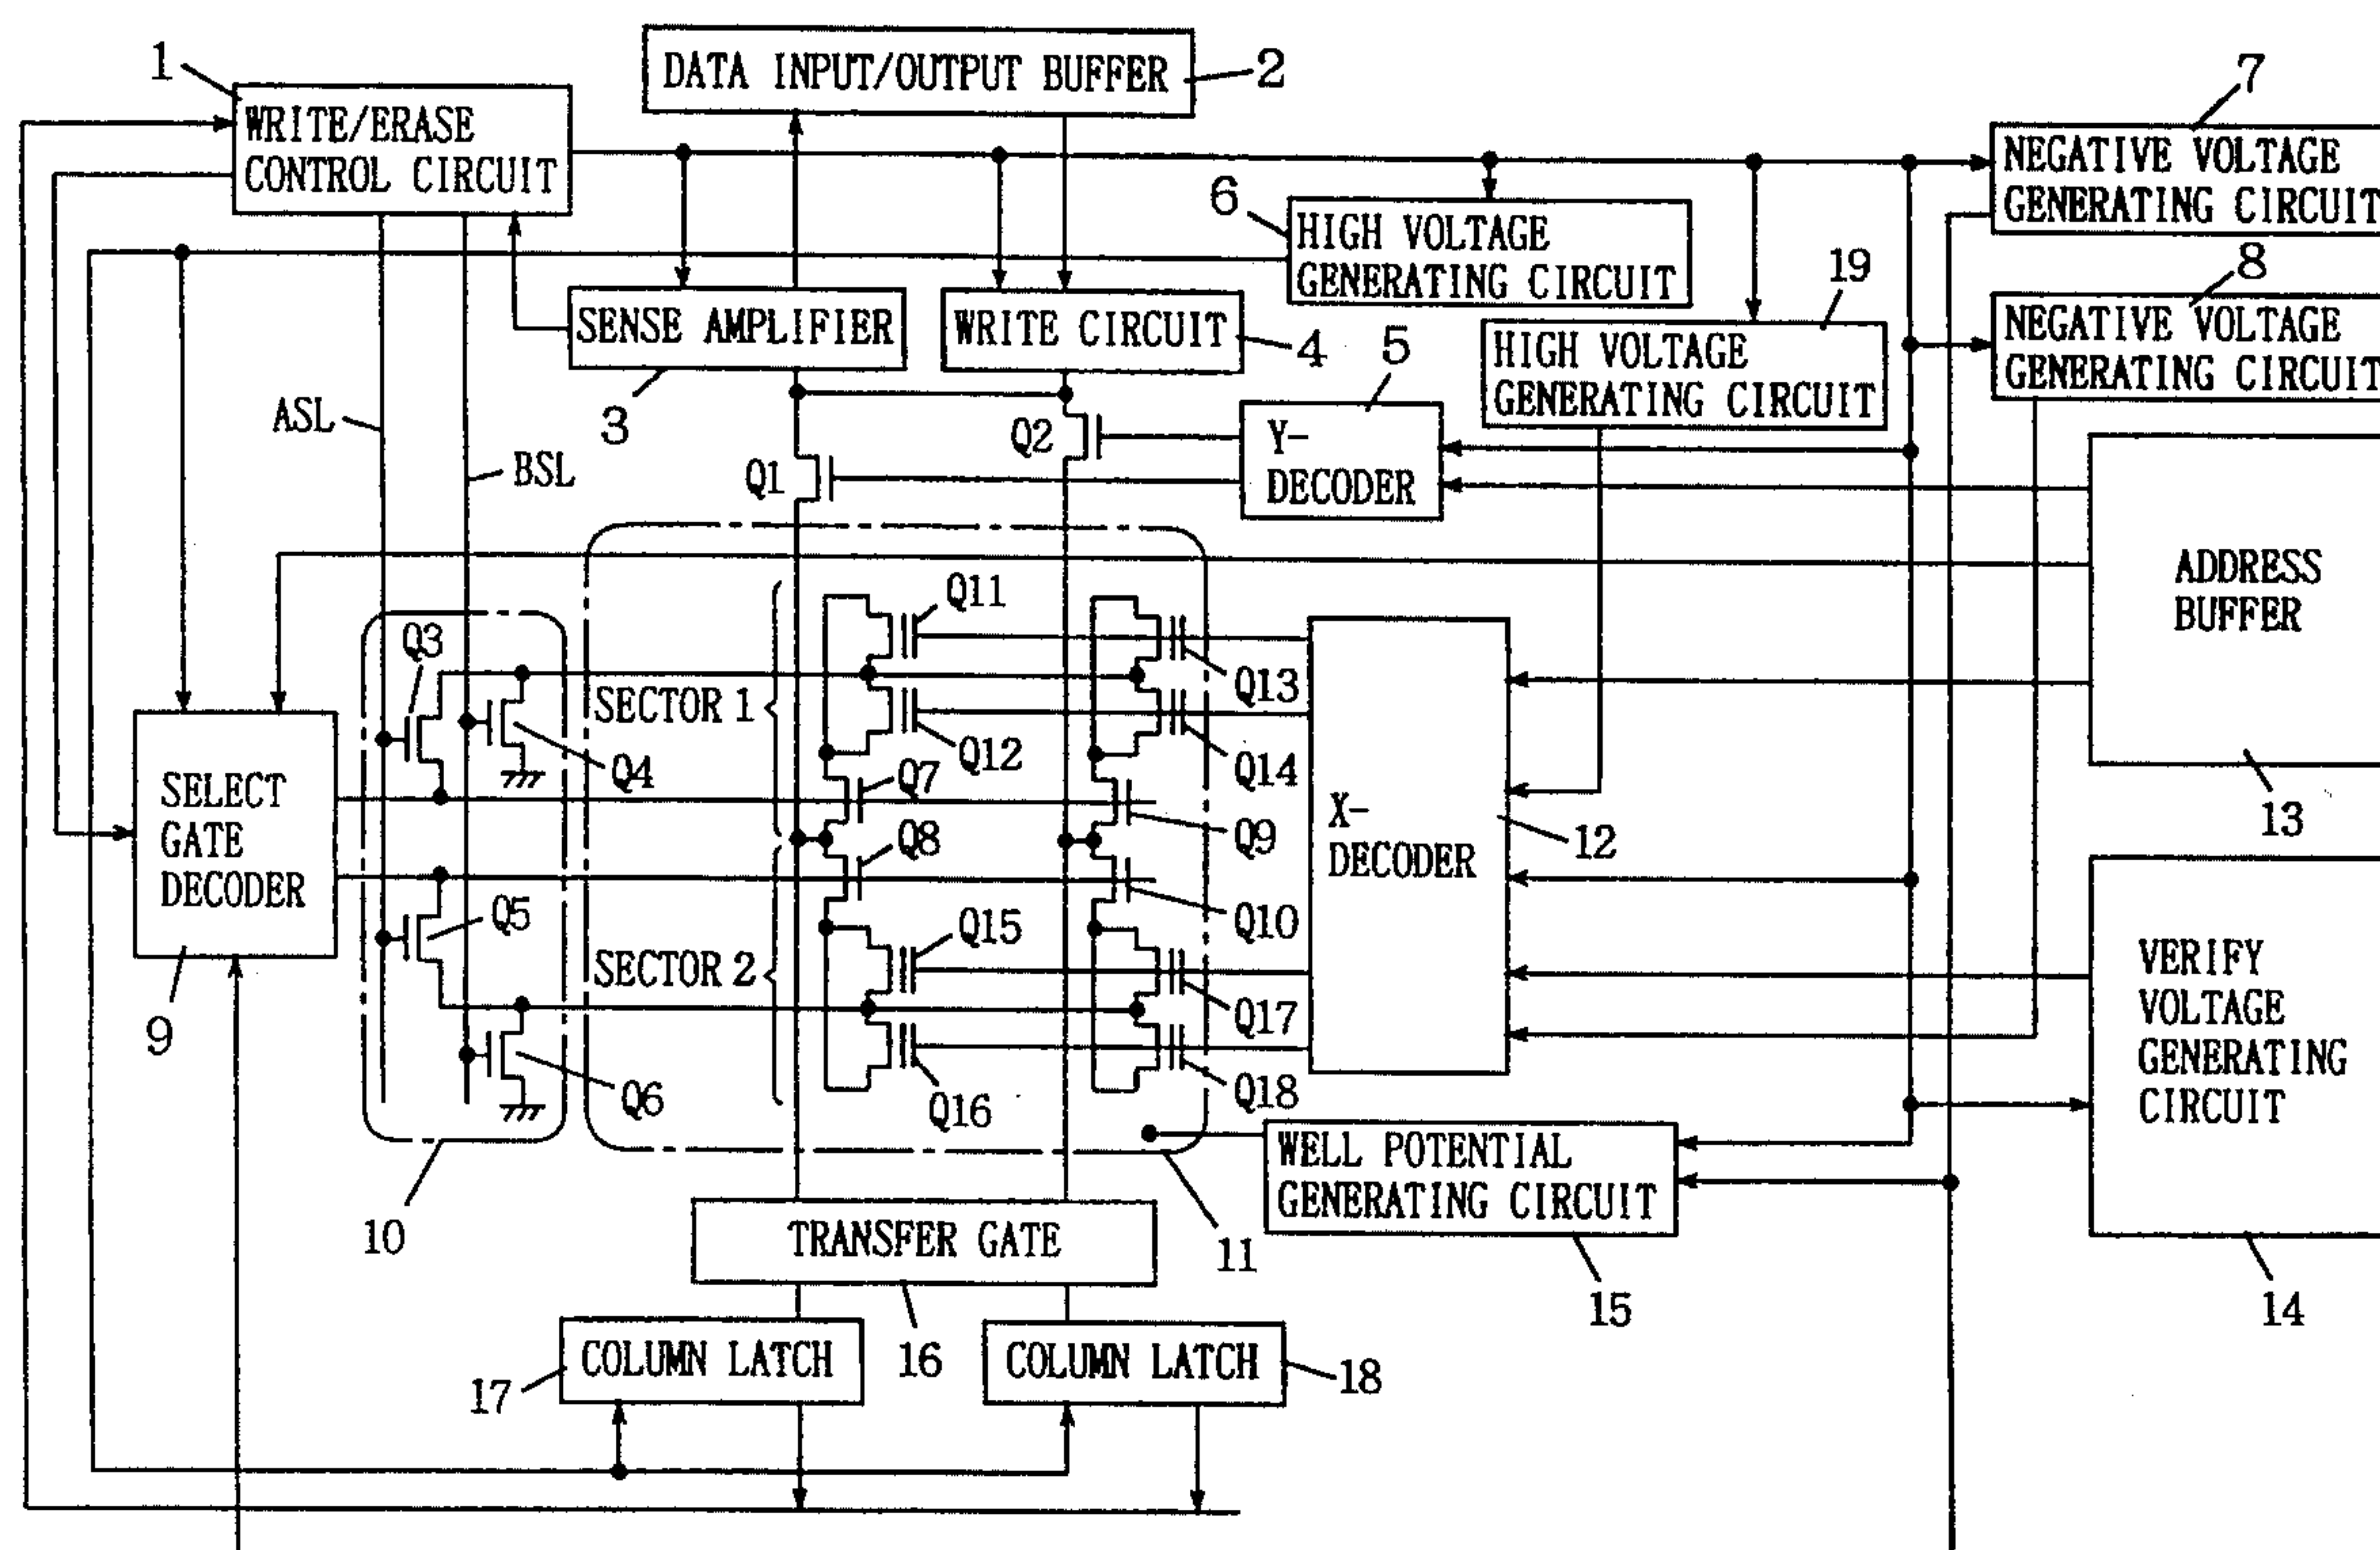 1
WRITE/ERASE
CONTROL CIRCUIT
DATA INPUT/OUTPUT BUFFER
2
7
NEGATIVE VOLTAGE
GENERATING CIRCUIT
6
HIGH VOLTAGE
GENERATING CIRCUIT
19
8
NEGATIVE VOLTAGE
GENERATING CIRCUIT
SENSE AMPLIFIER
3
WRITE CIRCUIT
4
5
HIGH VOLTAGE
GENERATING CIRCUIT
ASL
BSL
Q1
Q2
Y-
DECODER
ADDRESS
BUFFER
13
Q3
Q4
SECTOR 1
Q11
Q12
Q13
Q14
Q7
Q8
Q9
Q10
SELECT
GATE
DECODER
9
Q5
Q6
SECTOR 2
Q15
Q16
Q17
Q18
X-
DECODER
12
VERIFY
VOLTAGE
GENERATING
CIRCUIT
14
10
11
WELL POTENTIAL
GENERATING CIRCUIT
15
TRANSFER GATE
16
COLUMN LATCH
17
COLUMN LATCH
18